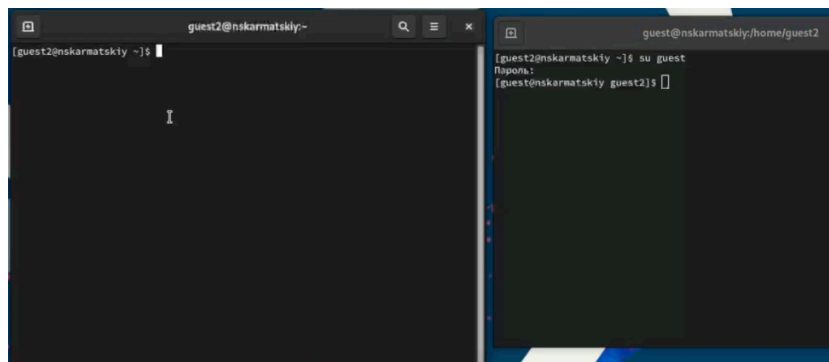 guest2@nskarmatskiy:~
[guest2@nskarmatskiy ~]$
guest@nskarmatskiy:/home/guest2
[guest2@nskarmatskiy ~]$ su guest
Пароль:
[guest@nskarmatskiy guest2]$